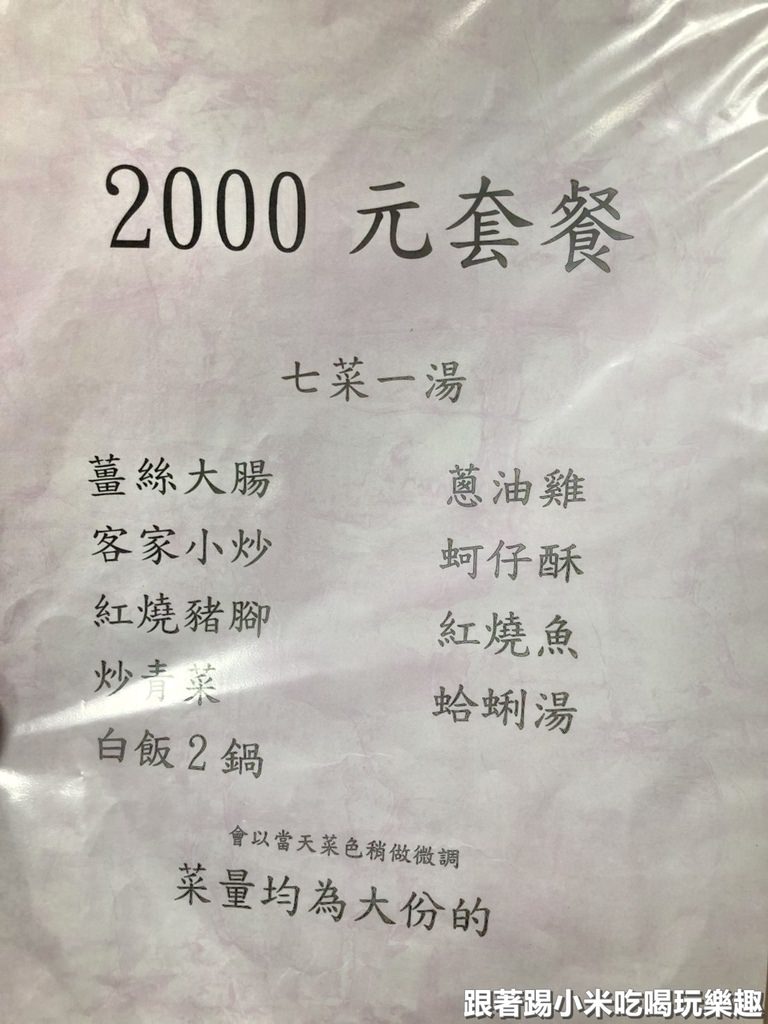 2000 元套餐
七菜一湯
薑絲大腸
客家小炒
紅燒豬腳
炒青菜
白飯2鍋
蔥油雞
蚵仔酥
紅燒魚
蛤蜊湯
會以當天菜色稍做微調
菜量均為大份的
跟著踢小米吃喝玩樂趣